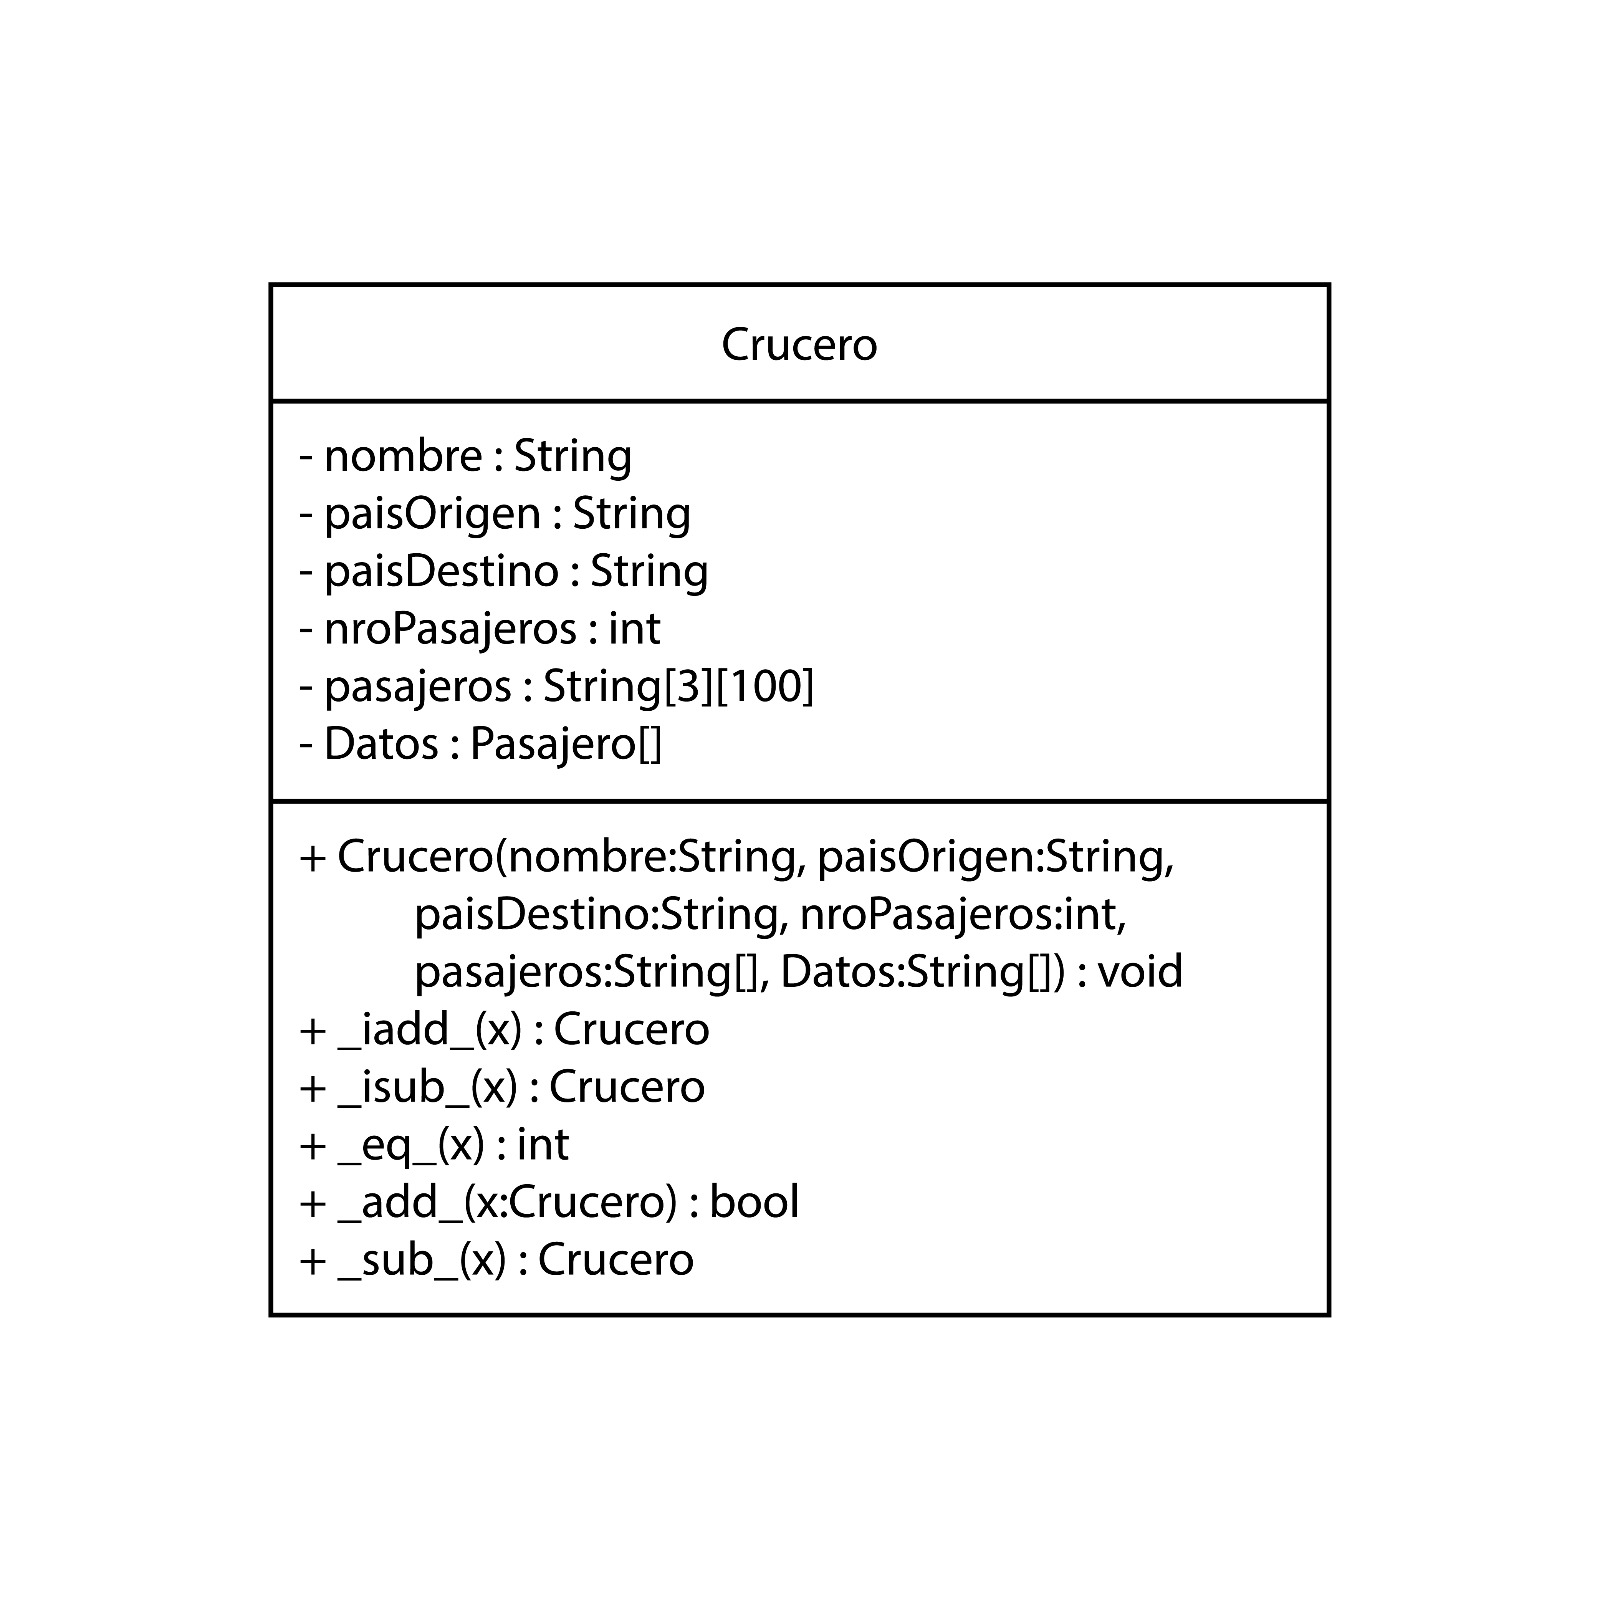 Crucero
- nombre : String
- paisOrigen : String
- paisDestino : String
- nroPasajeros : int
- pasajeros : String[3][100]
- Datos : Pasajero[]
+ Crucero(nombre:String, paisOrigen:String,
paisDestino:String, nroPasajeros:int,
pasajeros:String[], Datos:String[]) : void
+ _iadd_(x) : Crucero
+ _isub_(x) : Crucero
+ _eq_(x) : int
+ _add_(x:Crucero) : bool
+ _sub_(x) : Crucero